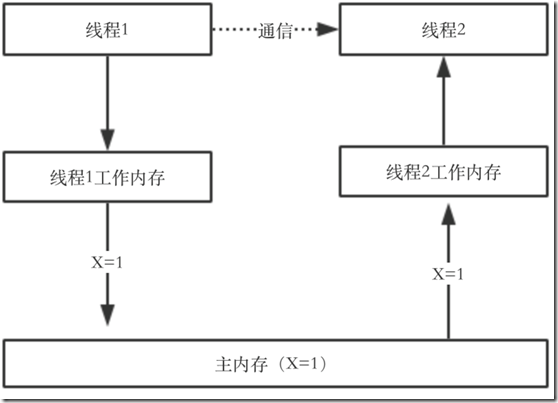 线程1
通信
线程2
线程1工作内存
线程2工作内存
X=1
X=1
主内存（X=1）